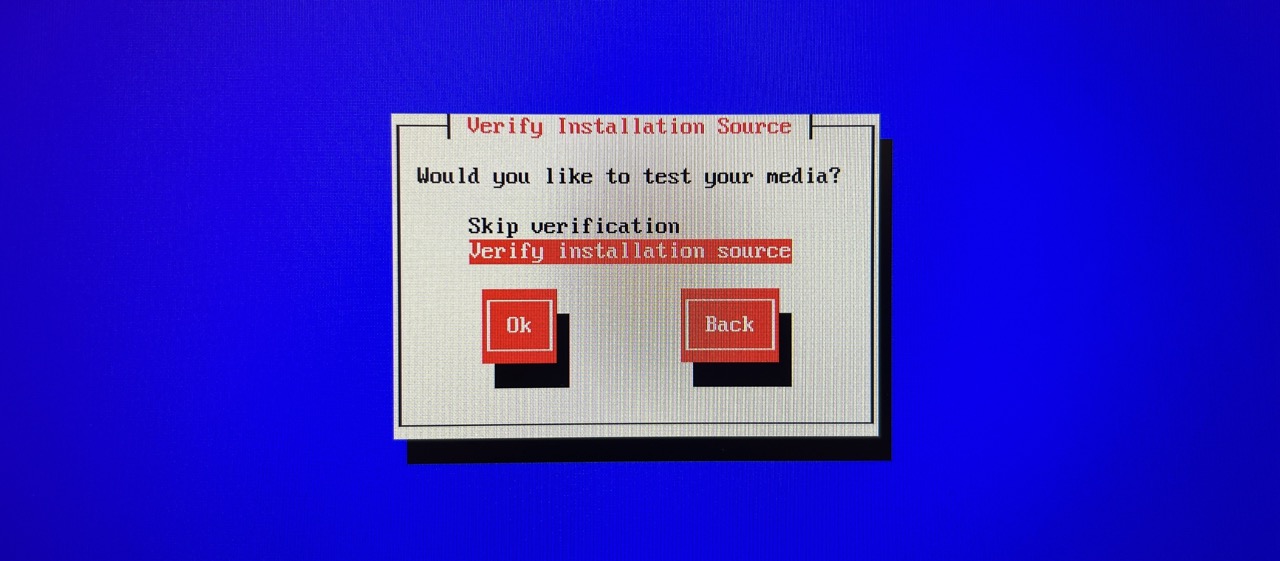 Verify Installation Source
Would you like to test your media?
Skip verification
Verify installation source
Ok
Back